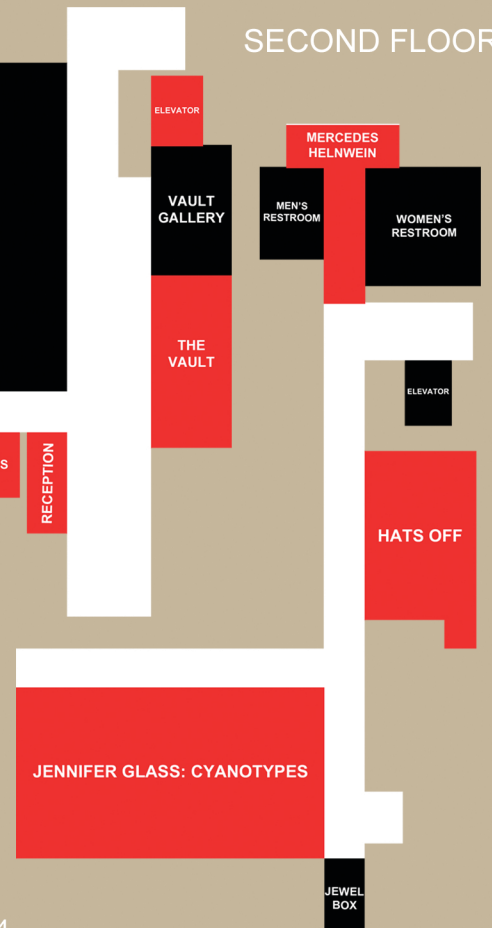 SECOND FLOOR
ELEVATOR
MERCEDES
HELNWEIN
VAULT
GALLERY
MEN'S
RESTROOM
WOMEN'S
RESTROOM
THE
VAULT
ELEVATOR
S
RECEPTION
HATS OFF
JENNIFER GLASS: CYANOTYPES
JEWEL
BOX